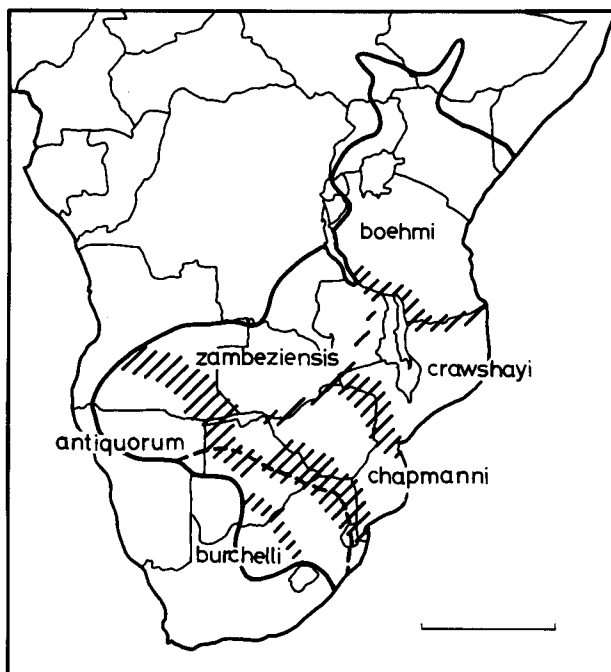 boehmi
zambeziensis
crawshayi
antiquorum
chapmanni
burchelli